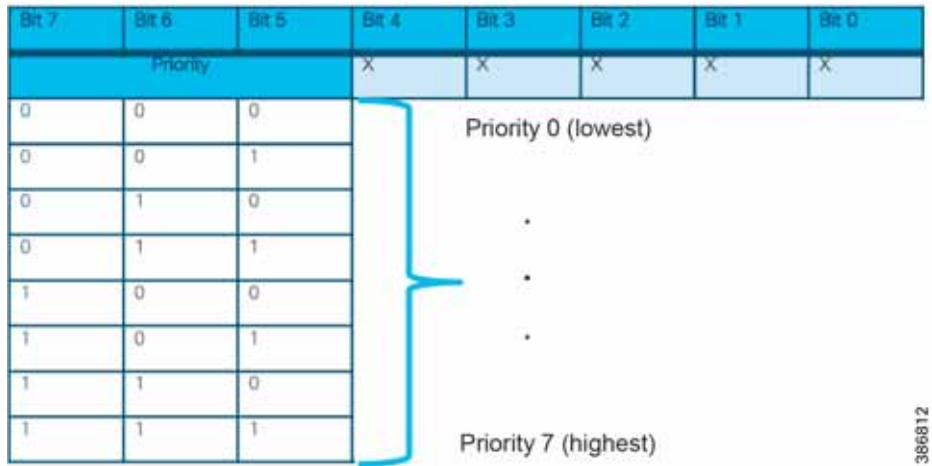 Bit 7 Bit 6 Bit 5 Bit 4 Bit 3 Bit 2 Bit 1 Bit 0
Priority X X X X X
0 0 0
Priority 0 (lowest)
0 0 1
0 1 0
0 1 1
1 0 0
1 0 1
1 1 0
1 1 1
Priority 7 (highest)
386812